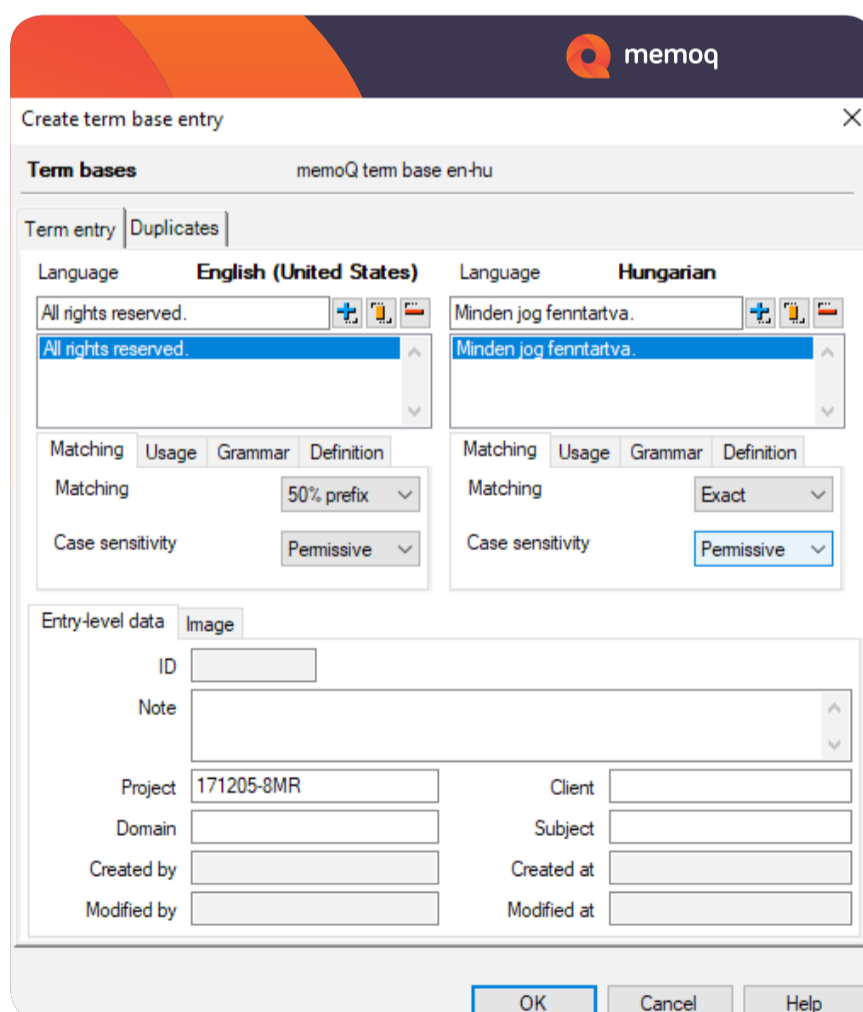 memoq
Create term base entry
Term bases memoQ term base en-hu
Term entry Duplicates
Language English (United States) Language Hungarian
All rights reserved. Minden jog fenntartva.
All rights reserved. Minden jog fenntartva.
Matching Usage Grammar Definition Matching Usage Grammar Definition
Matching 50% prefix Matching Exact
Case sensitivity Permissive Case sensitivity Permissive
Entry-level data Image
ID
Note
Project 171205-8MR Client
Domain Subject
Created by Created at
Modified by Modified at
OK Cancel Help